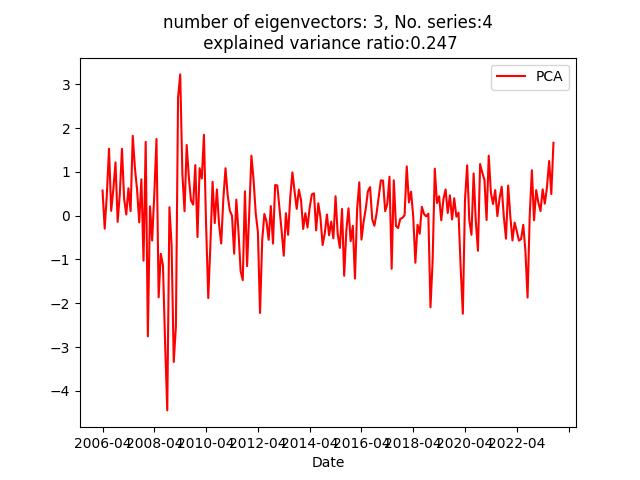 number of eigenvectors: 3, No. series:4
explained variance ratio:0.247
PCA
3
2
1
0
−1
−2
−3
−4
2006-04 2008-04 2010-04 2012-04 2014-04 2016-04 2018-04 2020-04 2022-04
Date